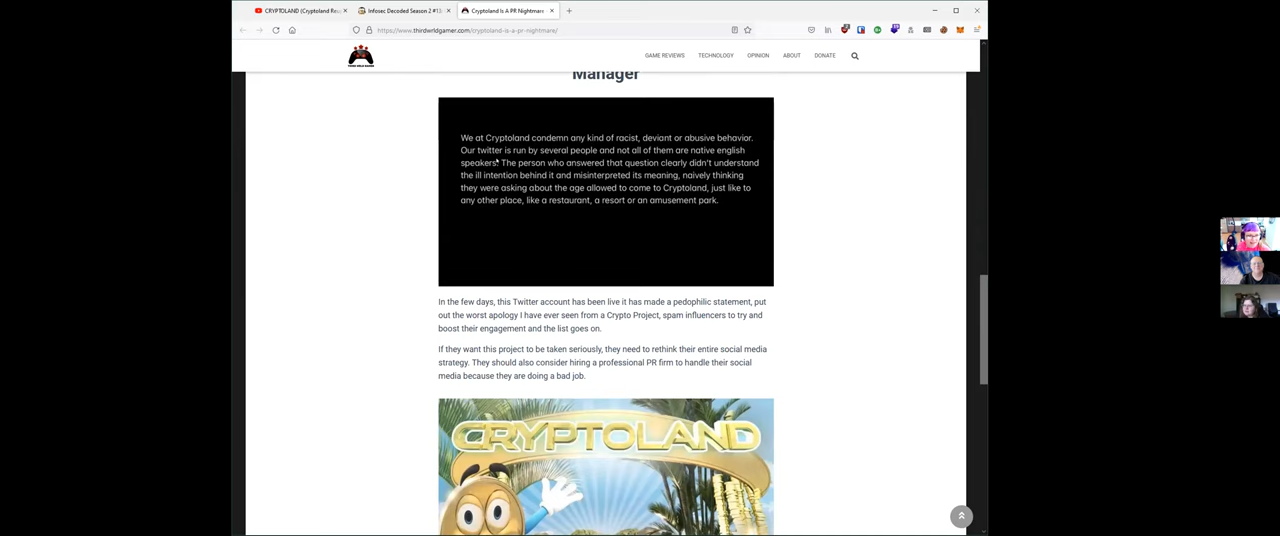 CRYPTOLAND (Cryptoland Rev
Infosec Decoded Season 2 #13:
Cryptoland Is A PR Nightmare
https://www.thirdwrldgamer.com/cryptoland-is-a-pr-nightmare/
GAME REVIEWS TECHNOLOGY OPINION ABOUT DONATE
Manager
We at Cryptoland condemn any kind of racist, deviant or abusive behavior.
Our twitter is run by several people and not all of them are native english
speakers. The person who answered that question clearly didn't understand
the ill intention behind it and misinterpreted its meaning, naively thinking
they were asking about the age allowed to come to Cryptoland, just like to
any other place, like a restaurant, a resort or an amusement park.
In the few days, this Twitter account has been live it has made a pedophilic statement, put
out the worst apology I have ever seen from a Crypto Project, spam influencers to try and
boost their engagement and the list goes on.
If they want this project to be taken seriously, they need to rethink their entire social media
strategy. They should also consider hiring a professional PR firm to handle their social
media because they are doing a bad job.
CRYPTOLAND